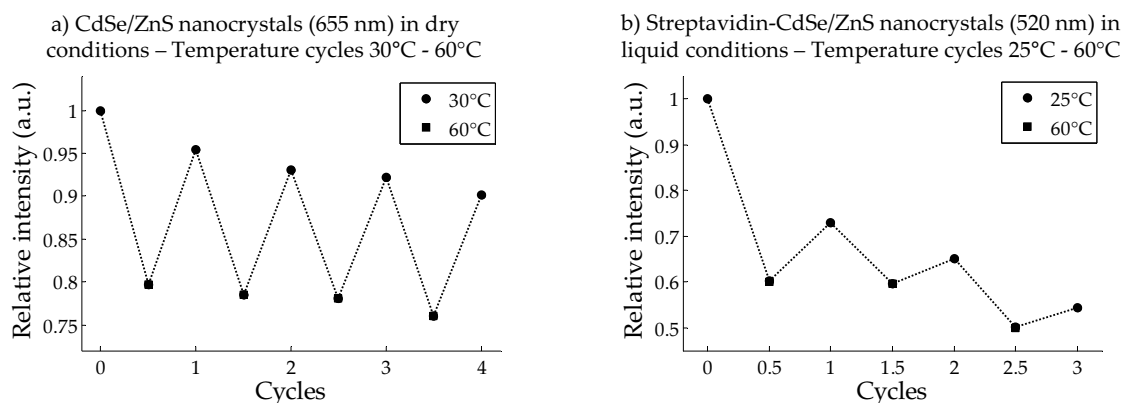 a) CdSe/ZnS nanocrystals (655 nm) in dry
conditions – Temperature cycles 30°C - 60°C
1
0.95
0.9
0.85
0.8
0.75
Relative intensity (a.u.)
30°C
60°C
0 1 2 3 4
Cycles
b) Streptavidin-CdSe/ZnS nanocrystals (520 nm) in
liquid conditions – Temperature cycles 25°C - 60°C
1
0.9
0.8
0.7
0.6
0.5
Relative intensity (a.u.)
25°C
60°C
0 0.5 1 1.5 2 2.5 3
Cycles